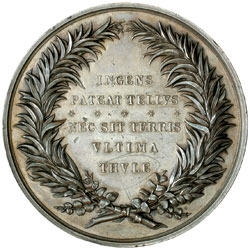 INGENS
PATEAT TELLVS
NEC SIT TERRIS
VLTIMA
THVLE